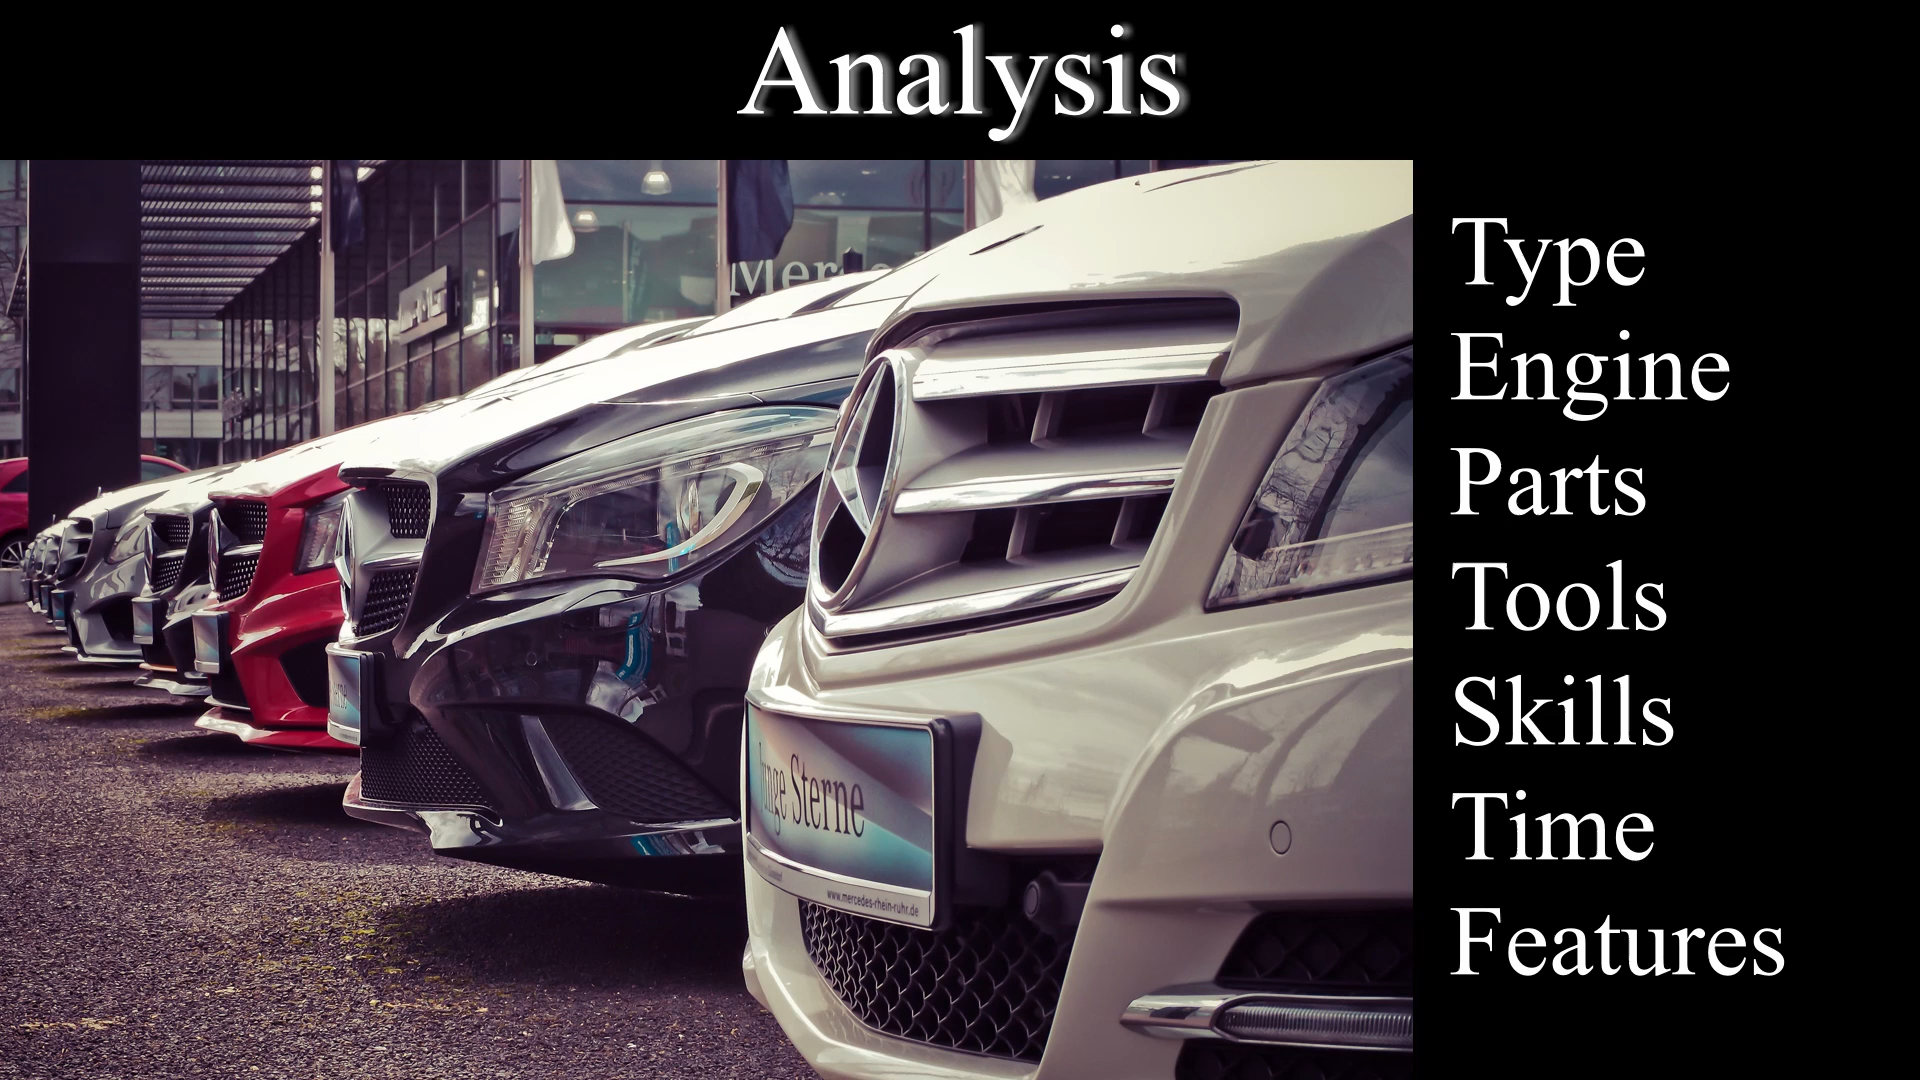 Analysis
Type
Engine
Parts
Tools
Skills
Time
Features
Junge Sterne
www.mercedes-rhein-ruhr.de